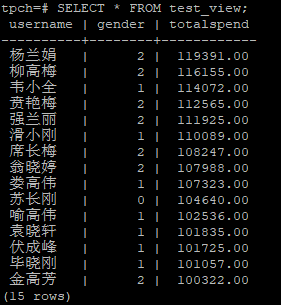 tpch=# SELECT * FROM test_view;
username | gender | totalspend
----------+--------+------------
杨兰娟 | 2 | 119391.00
柳高梅 | 2 | 116155.00
韦小全 | 1 | 114072.00
贲艳梅 | 2 | 112565.00
强兰丽 | 2 | 111925.00
滑小刚 | 1 | 110089.00
席长梅 | 2 | 108247.00
翁晓婷 | 2 | 107988.00
娄高伟 | 1 | 107323.00
苏长刚 | 0 | 104640.00
喻高伟 | 1 | 102536.00
袁晓轩 | 1 | 101835.00
伏成峰 | 1 | 101725.00
毕晓刚 | 1 | 101057.00
金高芳 | 2 | 100322.00
(15 rows)